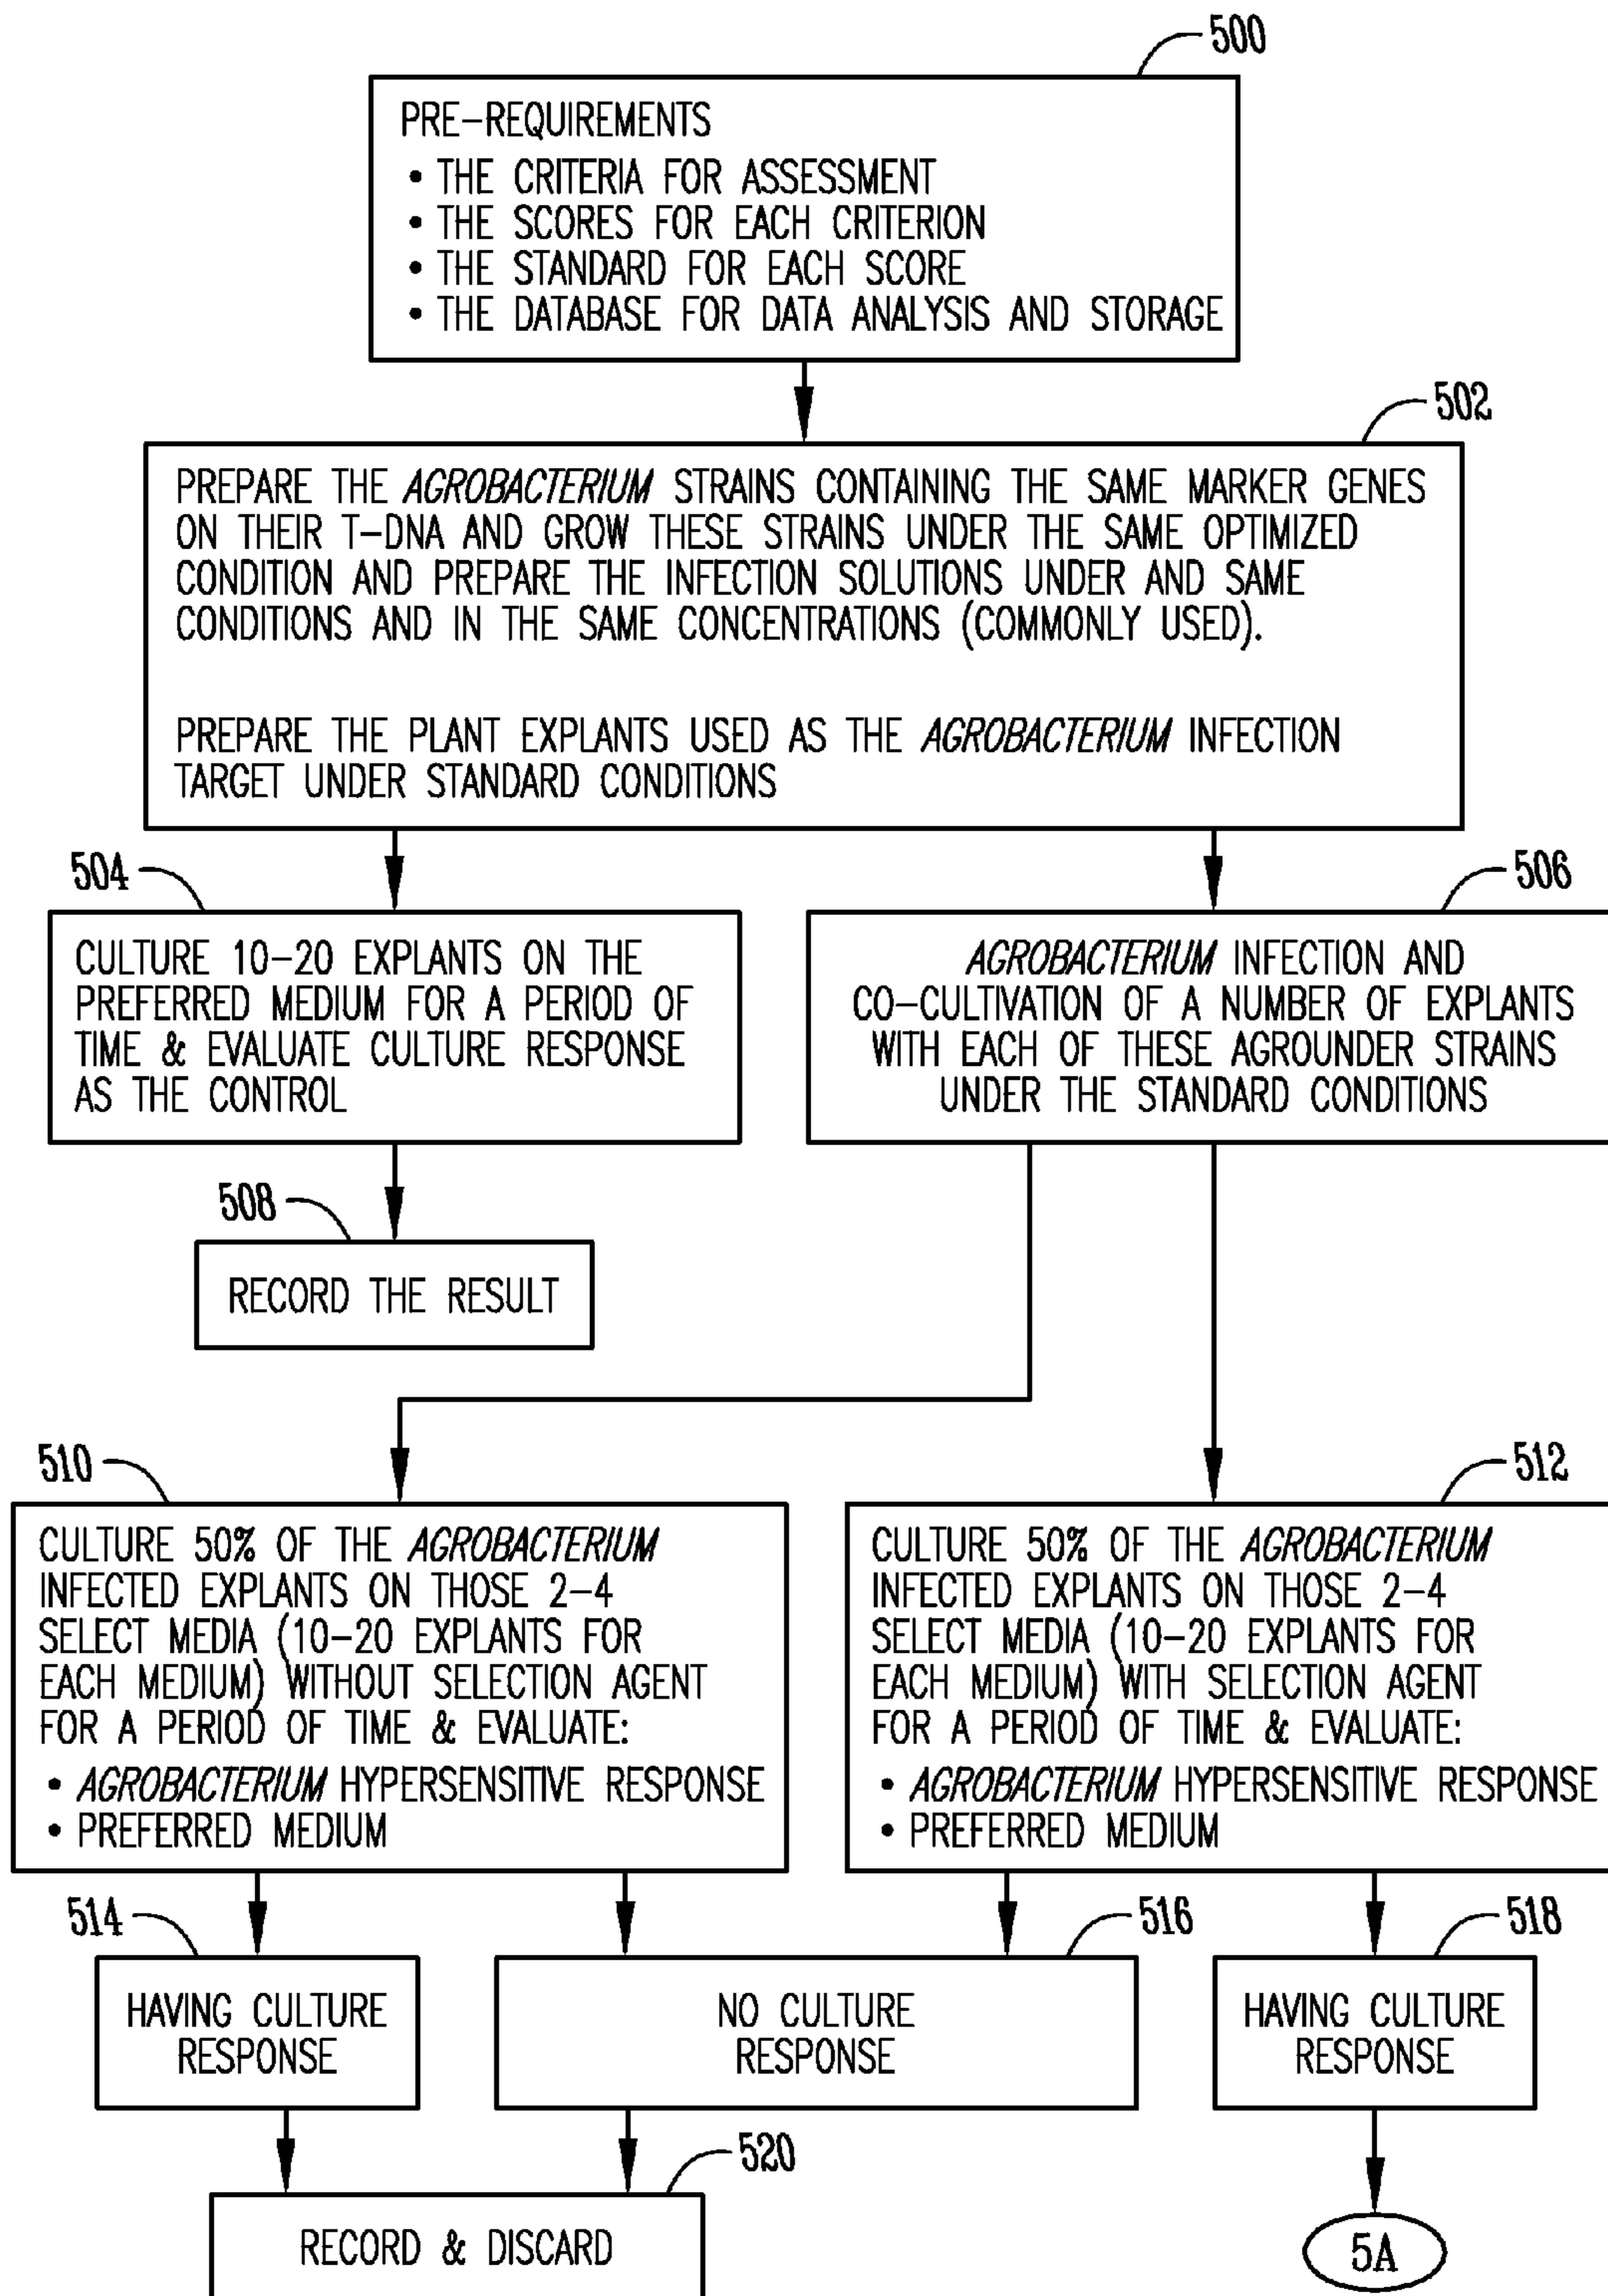 500
PRE-REQUIREMENTS
• THE CRITERIA FOR ASSESSMENT
• THE SCORES FOR EACH CRITERION
• THE STANDARD FOR EACH SCORE
• THE DATABASE FOR DATA ANALYSIS AND STORAGE
502
PREPARE THE AGROBACTERIUM STRAINS CONTAINING THE SAME MARKER GENES
ON THEIR T-DNA AND GROW THESE STRAINS UNDER THE SAME OPTIMIZED
CONDITION AND PREPARE THE INFECTION SOLUTIONS UNDER AND SAME
CONDITIONS AND IN THE SAME CONCENTRATIONS (COMMONLY USED).
PREPARE THE PLANT EXPLANTS USED AS THE AGROBACTERIUM INFECTION
TARGET UNDER STANDARD CONDITIONS
504
CULTURE 10-20 EXPLANTS ON THE
PREFERRED MEDIUM FOR A PERIOD OF
TIME & EVALUATE CULTURE RESPONSE
AS THE CONTROL
506
AGROBACTERIUM INFECTION AND
CO-CULTIVATION OF A NUMBER OF EXPLANTS
WITH EACH OF THESE AGROUNDER STRAINS
UNDER THE STANDARD CONDITIONS
508
RECORD THE RESULT
510
CULTURE 50% OF THE AGROBACTERIUM
INFECTED EXPLANTS ON THOSE 2-4
SELECT MEDIA (10-20 EXPLANTS FOR
EACH MEDIUM) WITHOUT SELECTION AGENT
FOR A PERIOD OF TIME & EVALUATE:
• AGROBACTERIUM HYPERSENSITIVE RESPONSE
• PREFERRED MEDIUM
512
CULTURE 50% OF THE AGROBACTERIUM
INFECTED EXPLANTS ON THOSE 2-4
SELECT MEDIA (10-20 EXPLANTS FOR
EACH MEDIUM) WITH SELECTION AGENT
FOR A PERIOD OF TIME & EVALUATE:
• AGROBACTERIUM HYPERSENSITIVE RESPONSE
• PREFERRED MEDIUM
514
HAVING CULTURE
RESPONSE
516
NO CULTURE
RESPONSE
518
HAVING CULTURE
RESPONSE
520
RECORD & DISCARD
5A